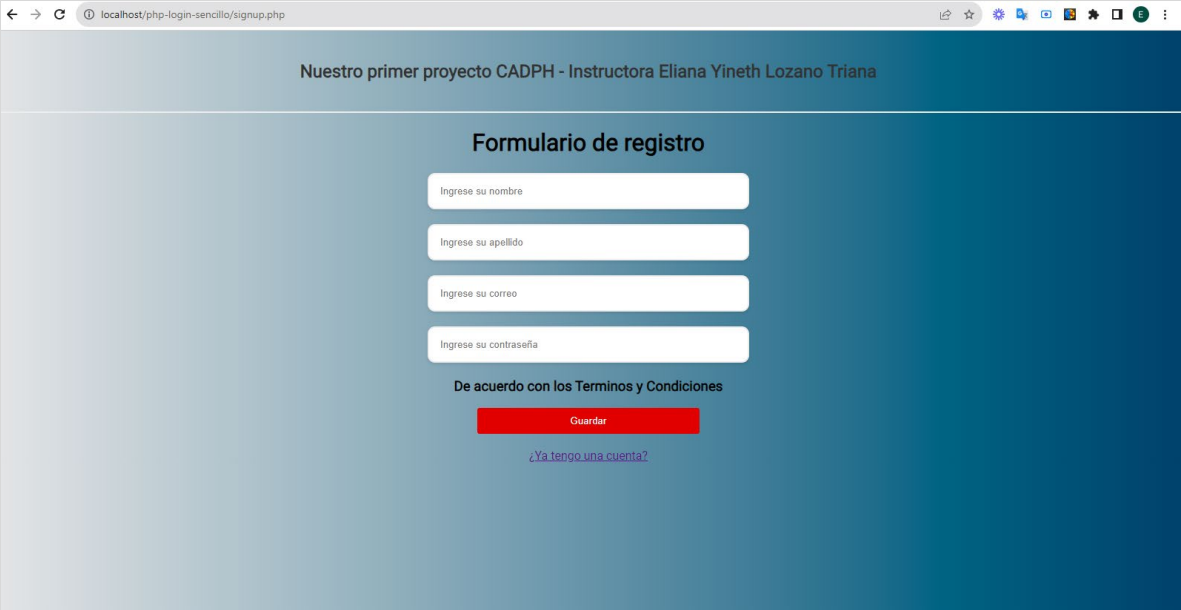 localhost/php-login-sencillo/signup.php
E
Nuestro primer proyecto CADPH - Instructora Eliana Yineth Lozano Triana
Formulario de registro
Ingrese su nombre
Ingrese su apellido
Ingrese su correo
Ingrese su contraseña
De acuerdo con los Terminos y Condiciones
Guardar
¿Ya tengo una cuenta?